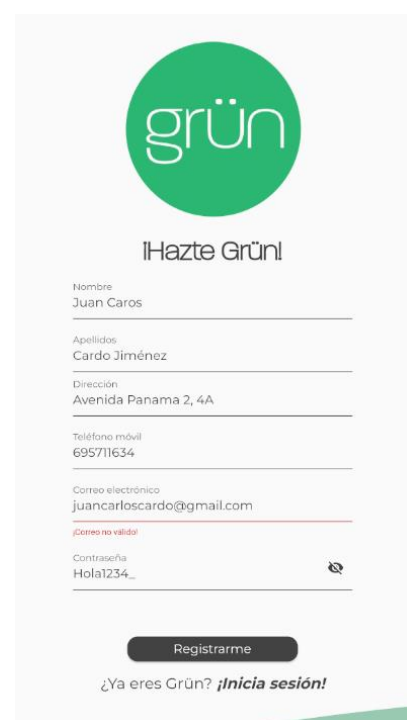 grün
¡Hazte Grün!
Nombre
Juan Caros
Apellidos
Cardo Jiménez
Dirección
Avenida Panama 2, 4A
Teléfono móvil
695711634
Correo electrónico
juancarloscardo@gmail.com
¡Correo no válido!
Contraseña
Hola1234_
Registrarme
¿Ya eres Grün? ¡Inicia sesión!